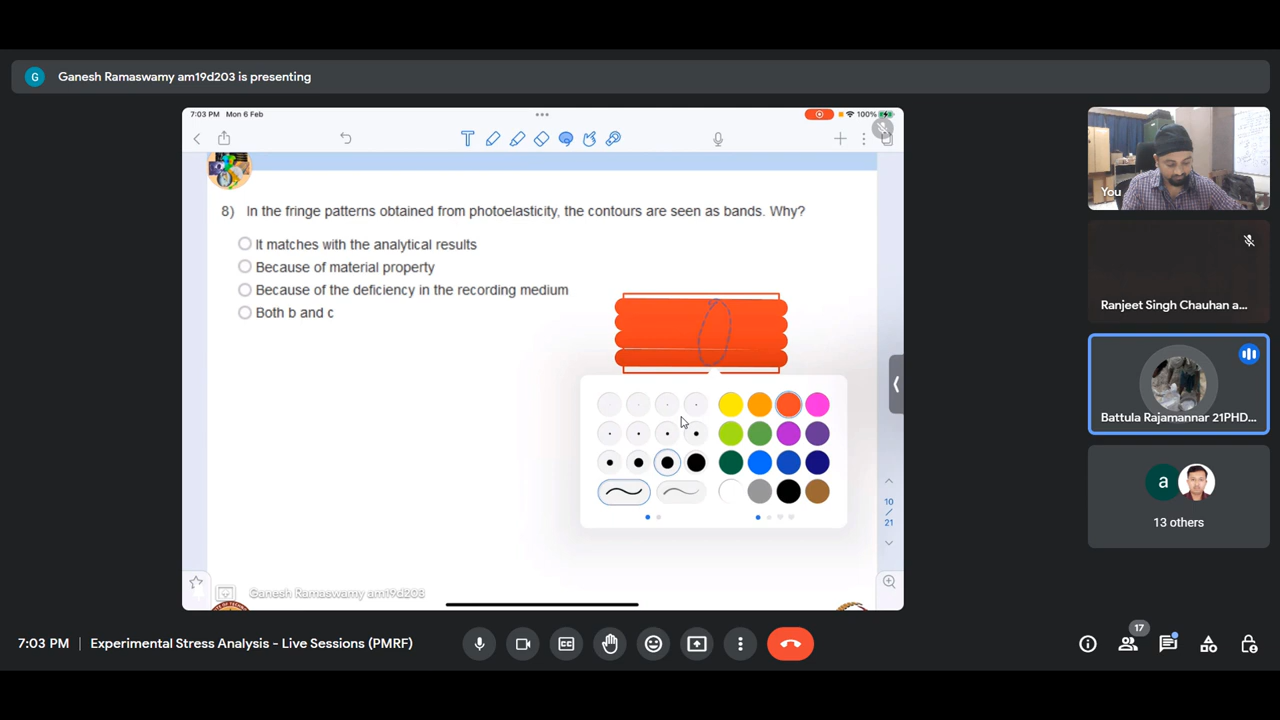 G Ganesh Ramaswamy am19d203 is presenting
7:03 PM Mon 6 Feb
100%
T
You
8) In the fringe patterns obtained from photoelasticity, the contours are seen as bands. Why?
It matches with the analytical results
Because of material property
Because of the deficiency in the recording medium
Both b and c
Ranjeet Singh Chauhan a...
Battula Rajamannar 21PHD...
10
/
21
a
13 others
Ganesh Ramaswamy am19d203
17
7:03 PM | Experimental Stress Analysis - Live Sessions (PMRF)
CC